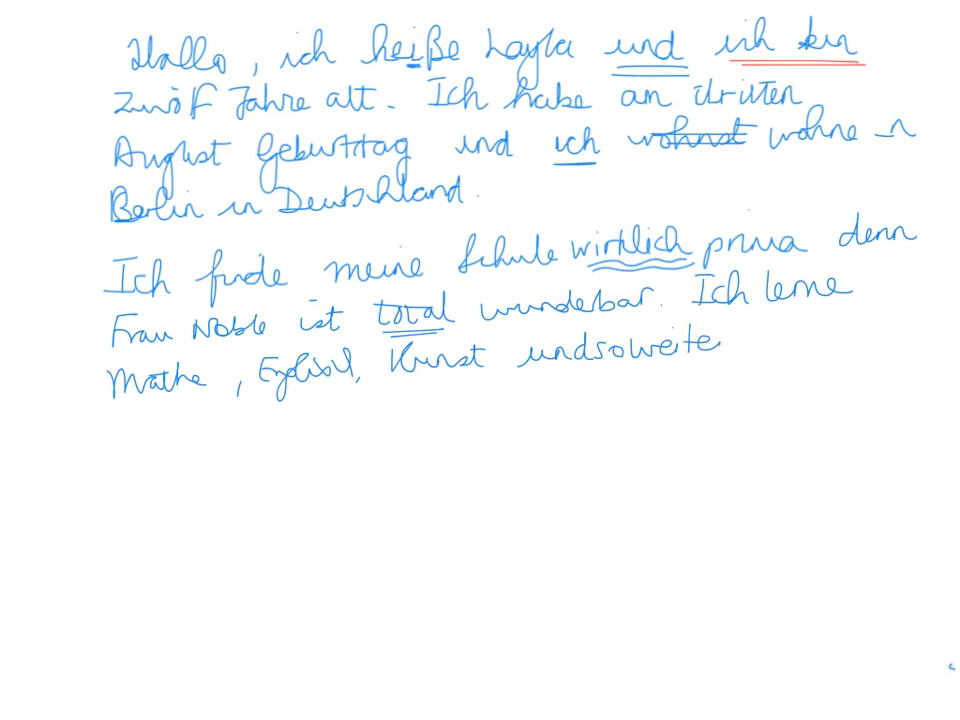 Hallo, ich heiße Layla und ich bin
zwölf Jahre alt. Ich habe am dritten
August Geburtstag und ich wohnst wohne in
Berlin in Deutschland.
Ich finde meine Schule wirklich prima denn
Frau Noble ist total wunderbar. Ich lerne
Mathe, Englisch, Kunst undsoweite